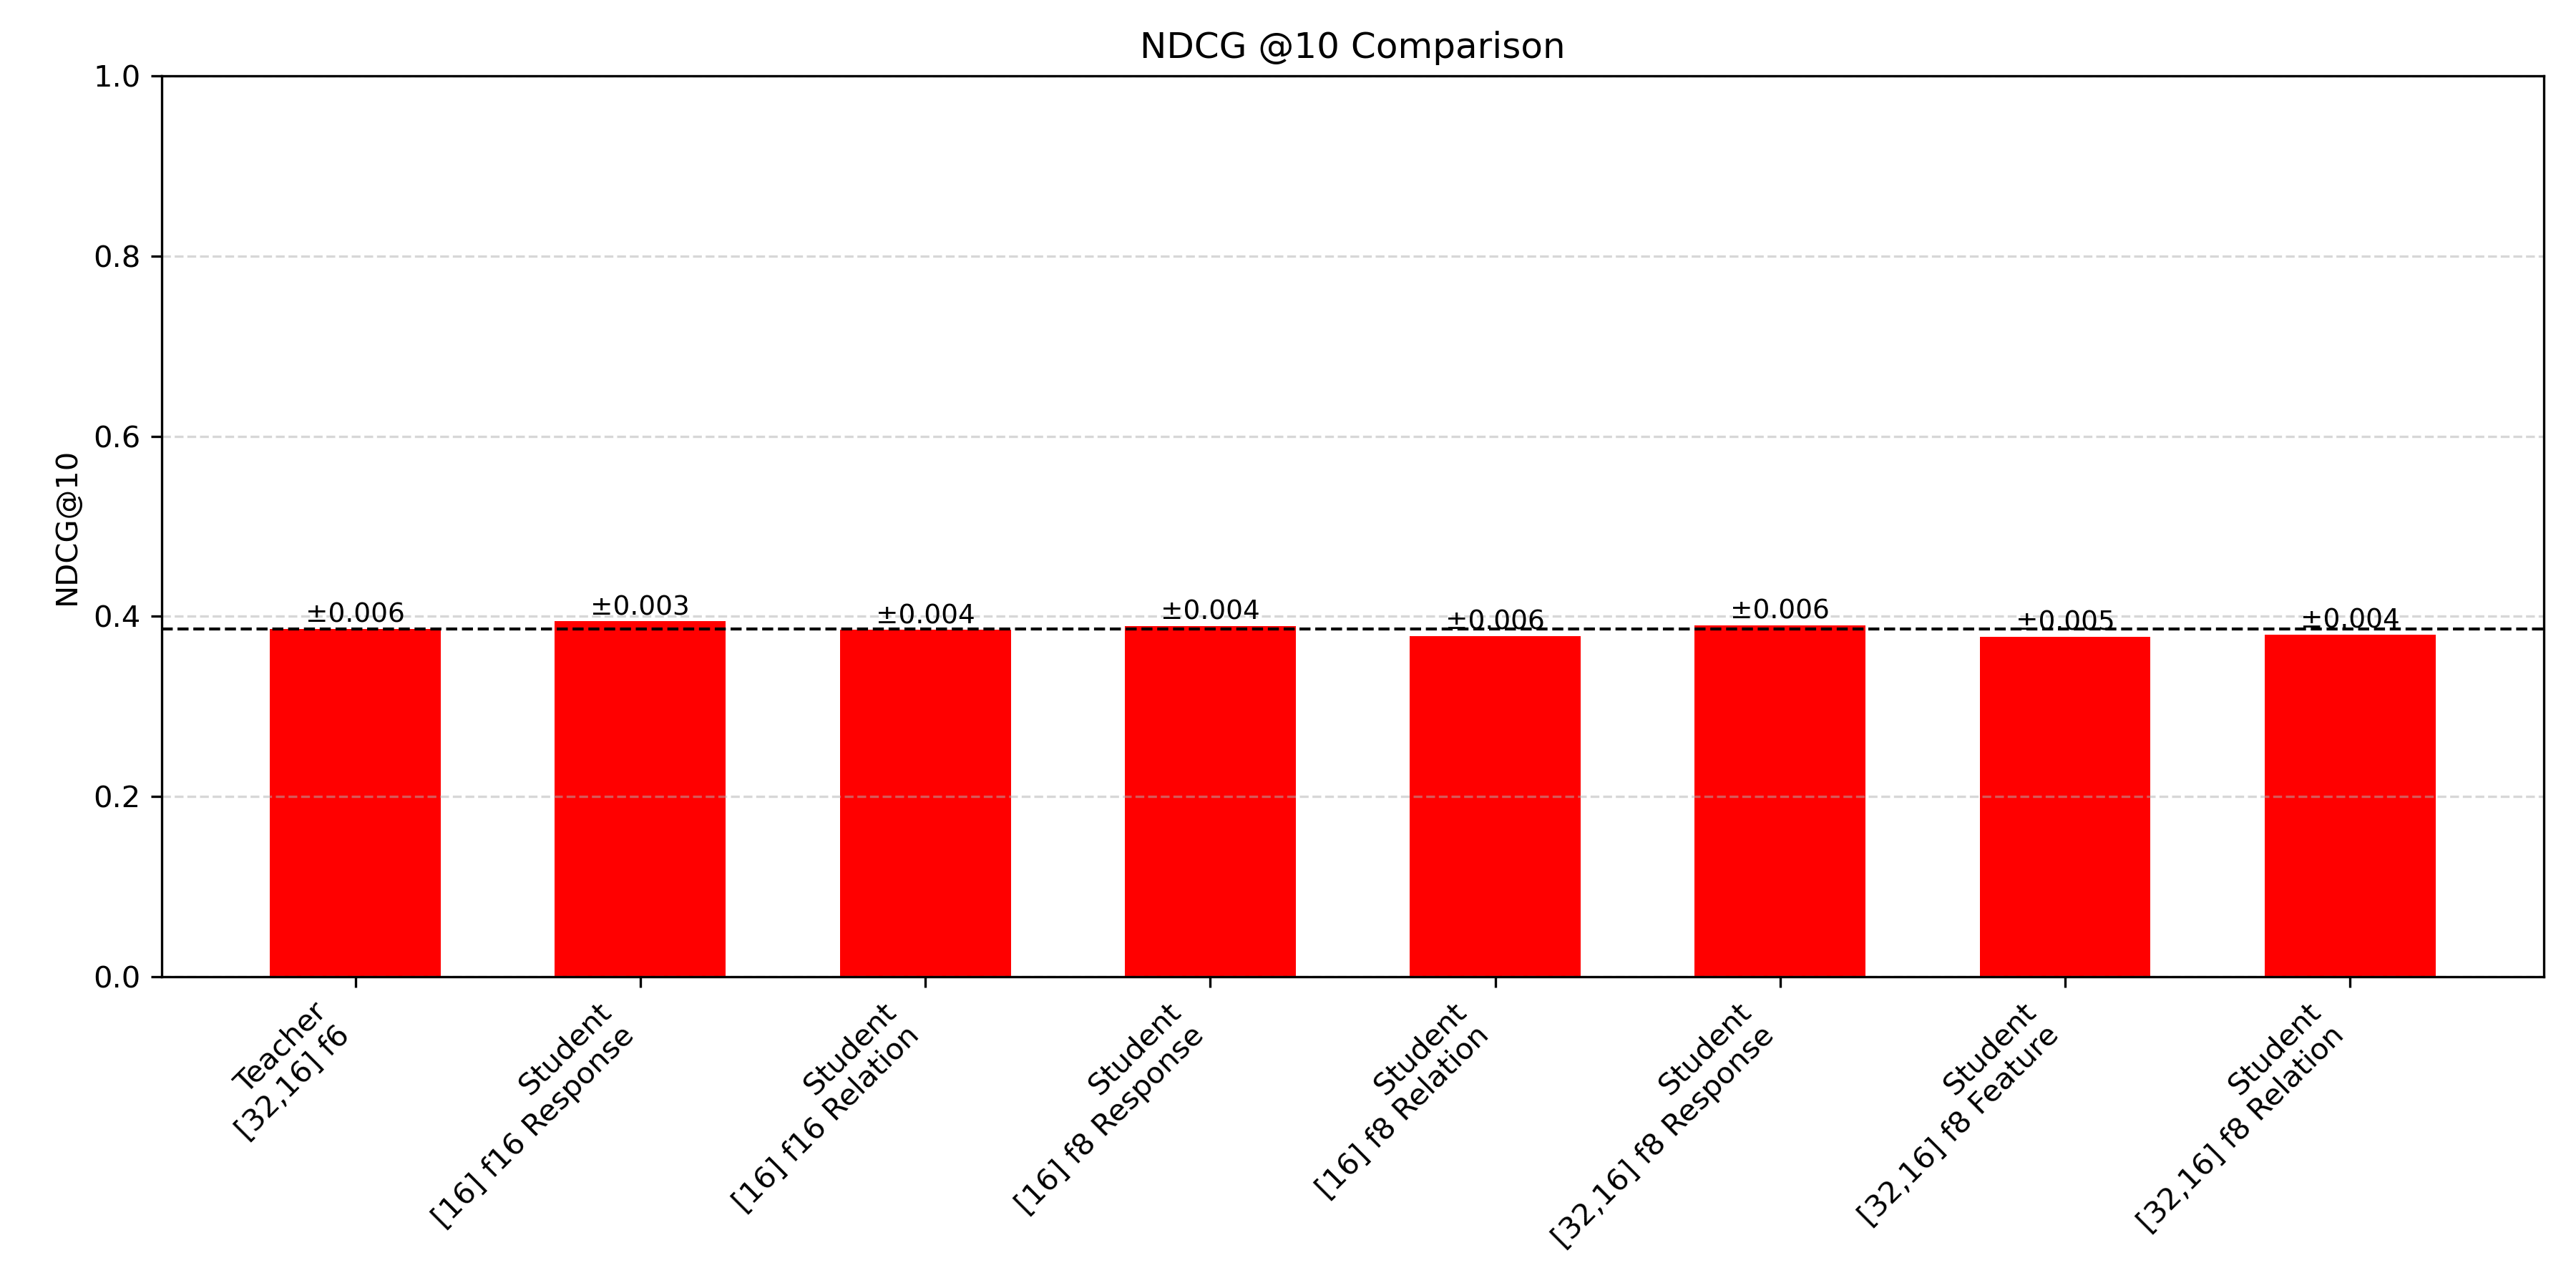 NDCG @10 Comparison
NDCG@10
1.0
0.8
0.6
0.4
0.2
0.0
±0.006
±0.003
±0.004
±0.004
±0.006
±0.006
±0.005
±0.004
Teacher
[32,16] f6
Student
[16] f16 Response
Student
[16] f16 Relation
Student
[16] f8 Response
Student
[16] f8 Relation
Student
[32,16] f8 Response
Student
[32,16] f8 Feature
Student
[32,16] f8 Relation